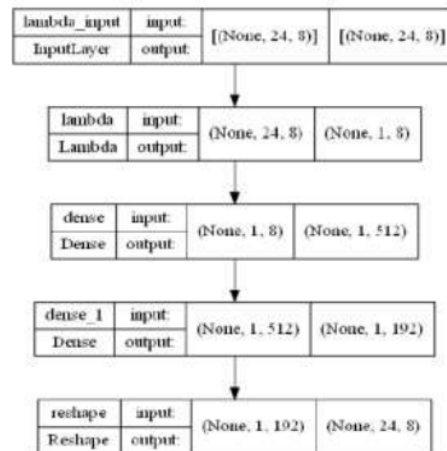 lambda_input input: [(None, 24, 8)] [(None, 24, 8)]
InputLayer output:
lambda input: (None, 24, 8) (None, 1, 8)
Lambda output:
dense input: (None, 1, 8) (None, 1, 512)
Dense output:
dense_1 input: (None, 1, 512) (None, 1, 192)
Dense output:
reshape input: (None, 1, 192) (None, 24, 8)
Reshape output: